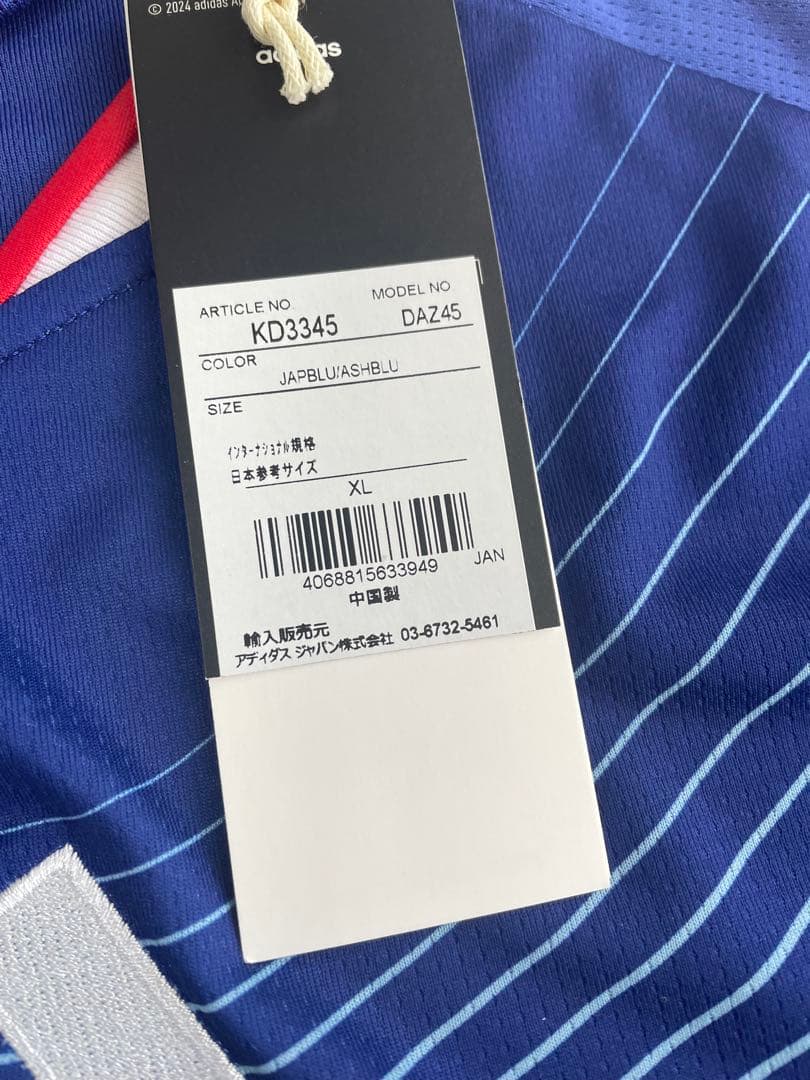 © 2024 adidas
adidas
ARTICLE NO MODEL NO
KD3345 DAZ45
COLOR
JAPBLU/ASHBLU
SIZE
インターナショナル規格
日本参考サイズ
XL
4068815633949 JAN
中国製
輸入販売元
アディダス ジャパン株式会社 03-6732-5461